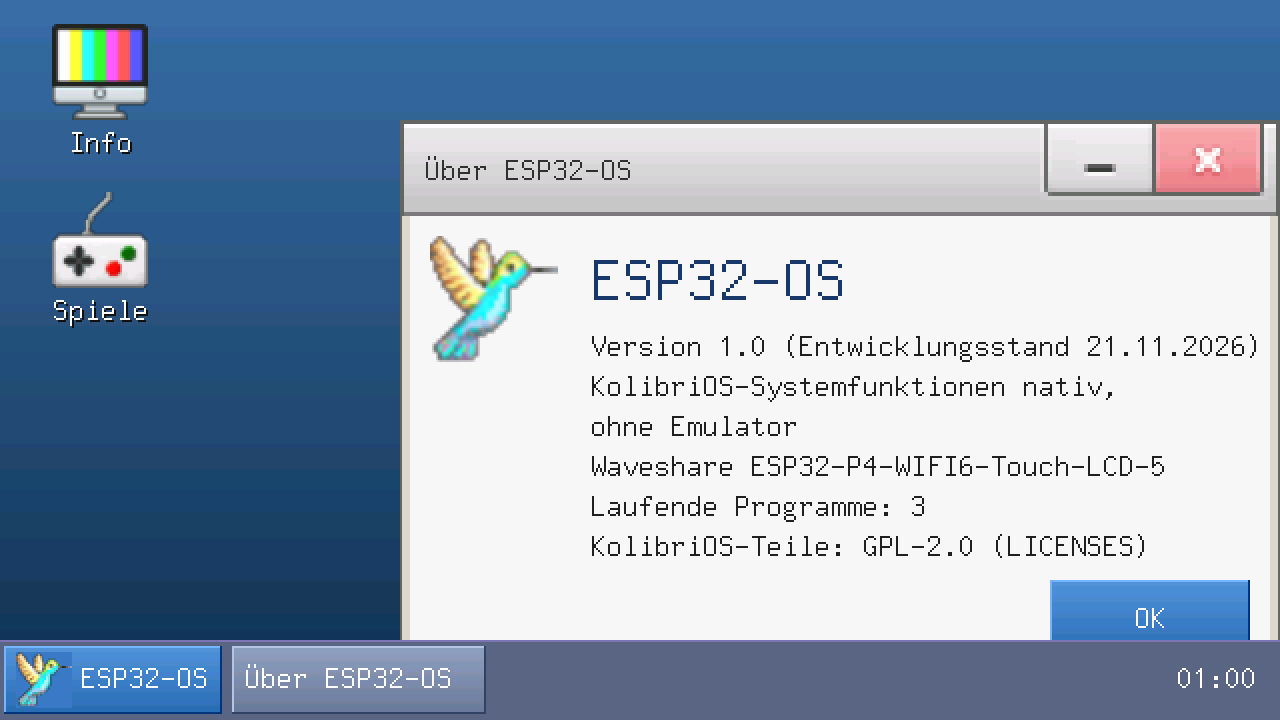 Info
Spiele
Über ESP32-OS
ESP32-OS
Version 1.0 (Entwicklungsstand 21.11.2026)
KolibriOS-Systemfunktionen nativ,
ohne Emulator
Waveshare ESP32-P4-WIFI6-Touch-LCD-5
Laufende Programme: 3
KolibriOS-Teile: GPL-2.0 (LICENSES)
OK
ESP32-OS
Über ESP32-OS
01:00